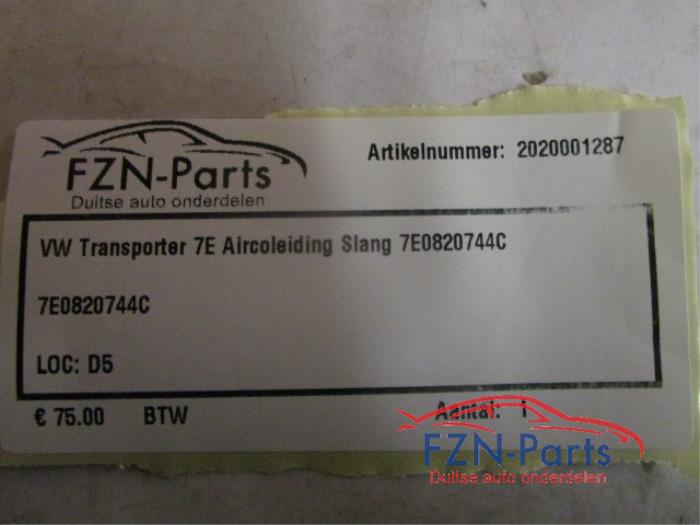 FZN-Parts
Duitse auto onderdelen
Artikelnummer: 2020001287
VW Transporter 7E Aircoleiding Slang 7E0820744C
7E0820744C
LOC: D5
€ 75.00 BTW Aantal: 1
FZN-Parts
Duitse auto onderdelen